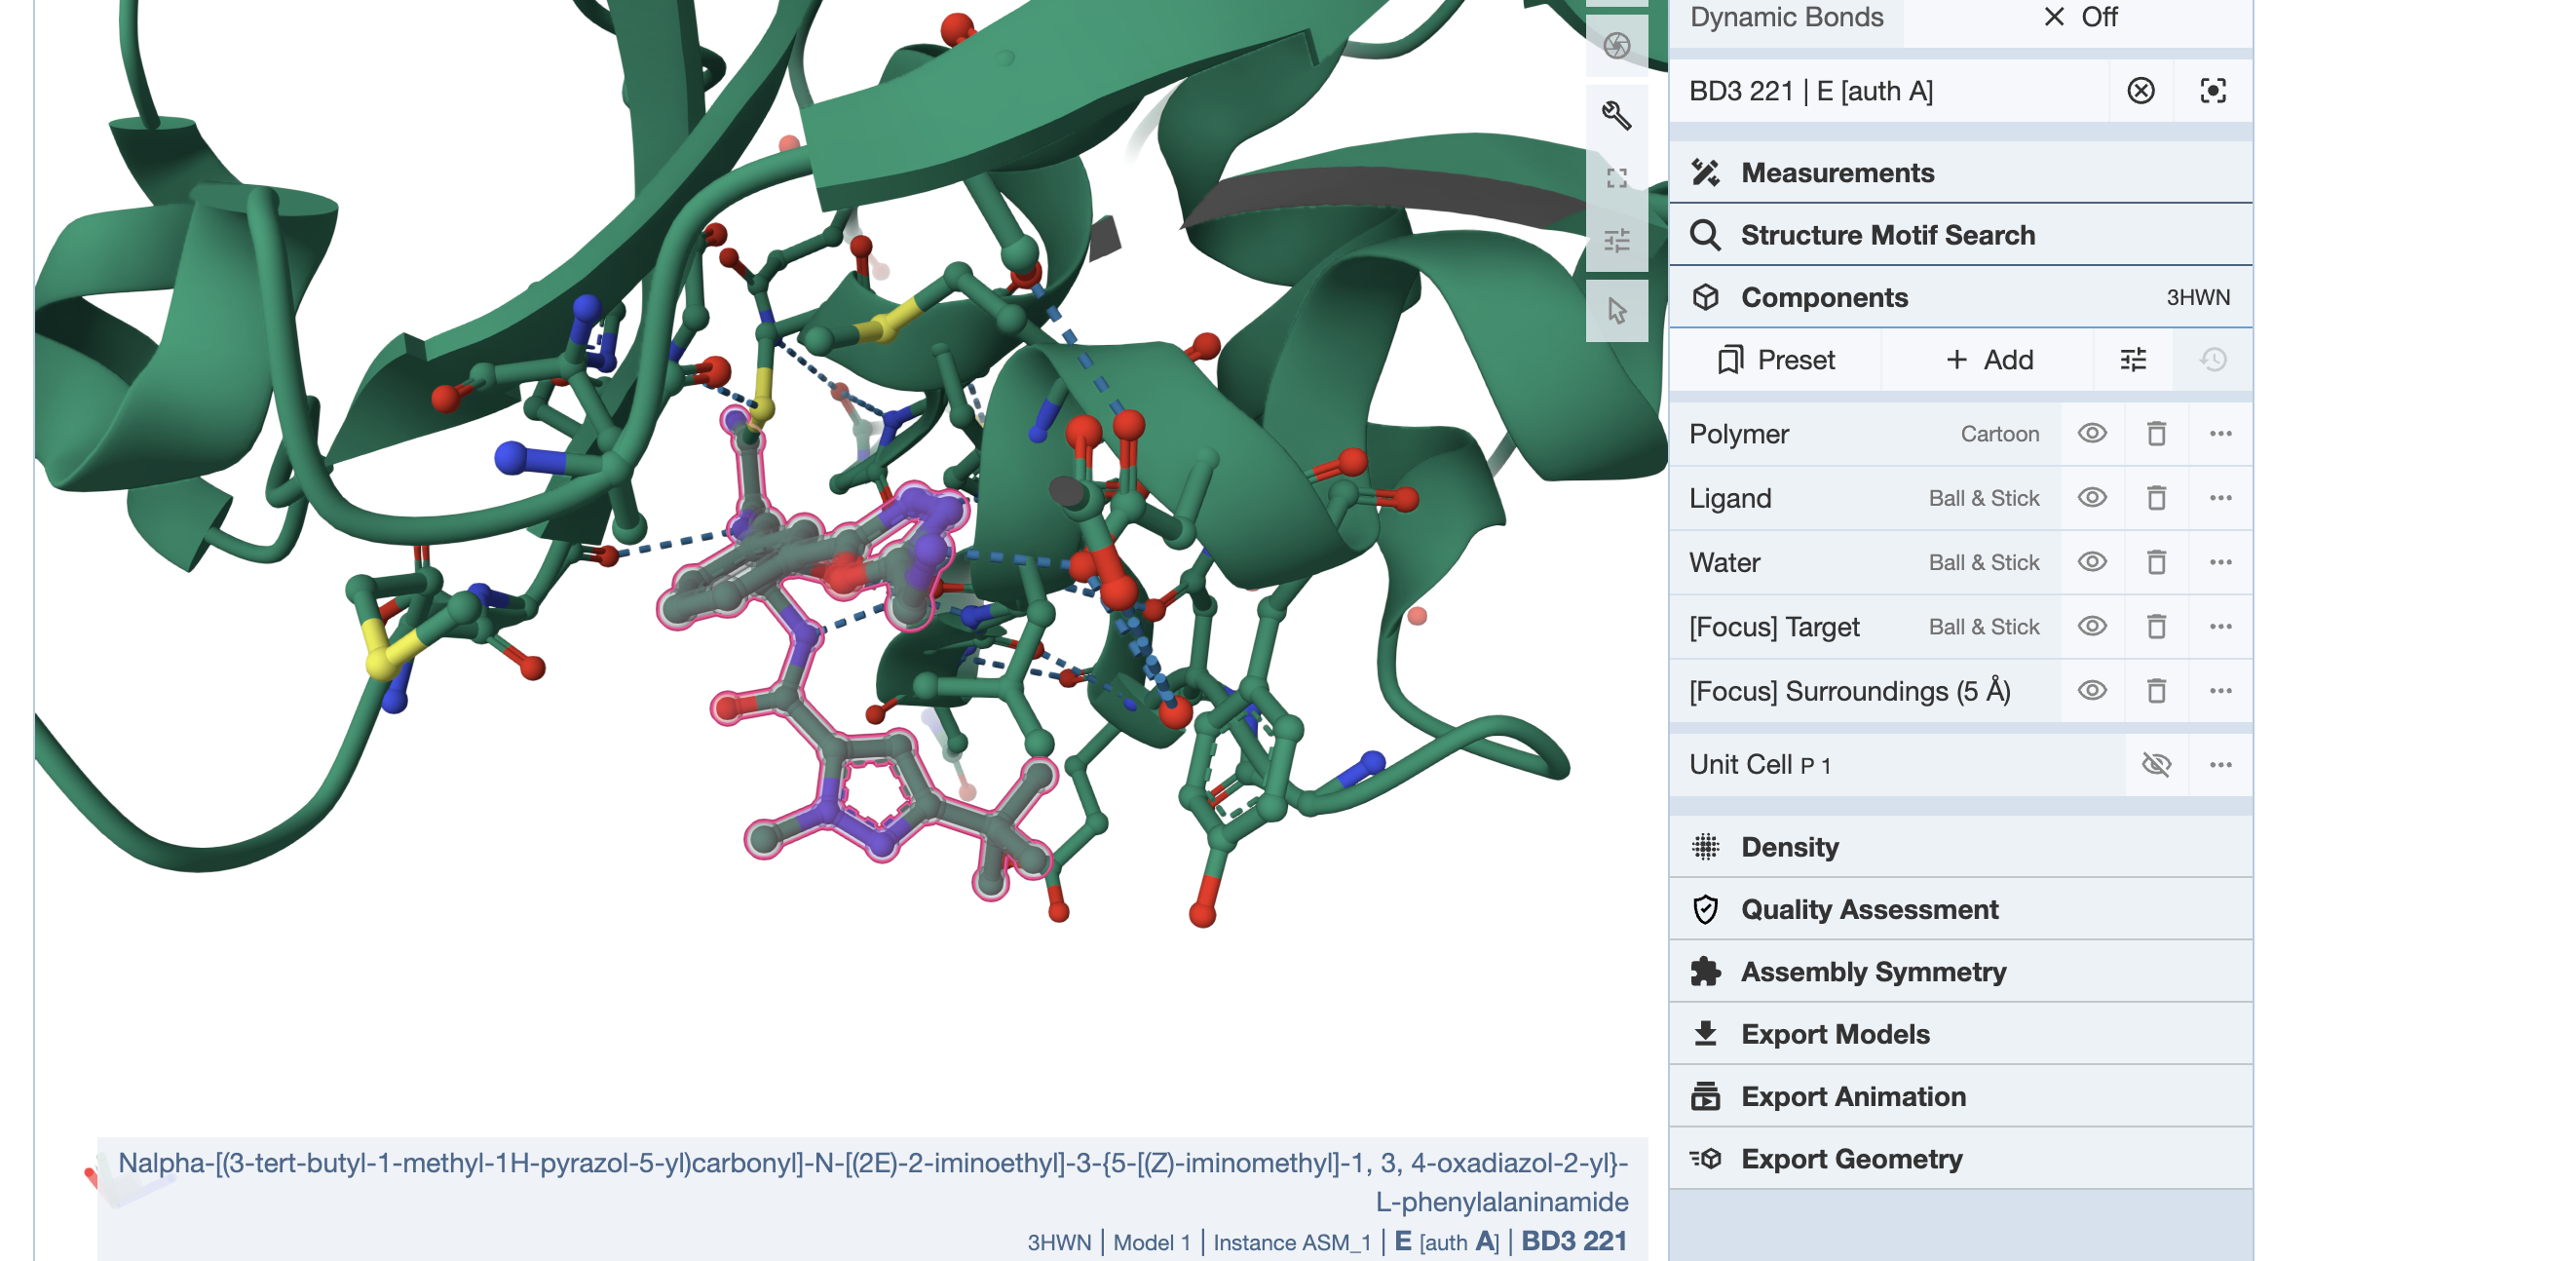 Dynamic Bonds Off
BD3 221 | E [auth A]
Measurements
Structure Motif Search
Components 3HWN
Preset + Add
Polymer Cartoon
Ligand Ball & Stick
Water Ball & Stick
[Focus] Target Ball & Stick
[Focus] Surroundings (5 Å)
Unit Cell P 1
Density
Quality Assessment
Assembly Symmetry
Export Models
Export Animation
Export Geometry
Nalpha-[(3-tert-butyl-1-methyl-1H-pyrazol-5-yl)carbonyl]-N-[(2E)-2-iminoethyl]-3-{5-[(Z)-iminomethyl]-1, 3, 4-oxadiazol-2-yl}-
L-phenylalaninamide
3HWN | Model 1 | Instance ASM_1 | E [auth A] | BD3 221